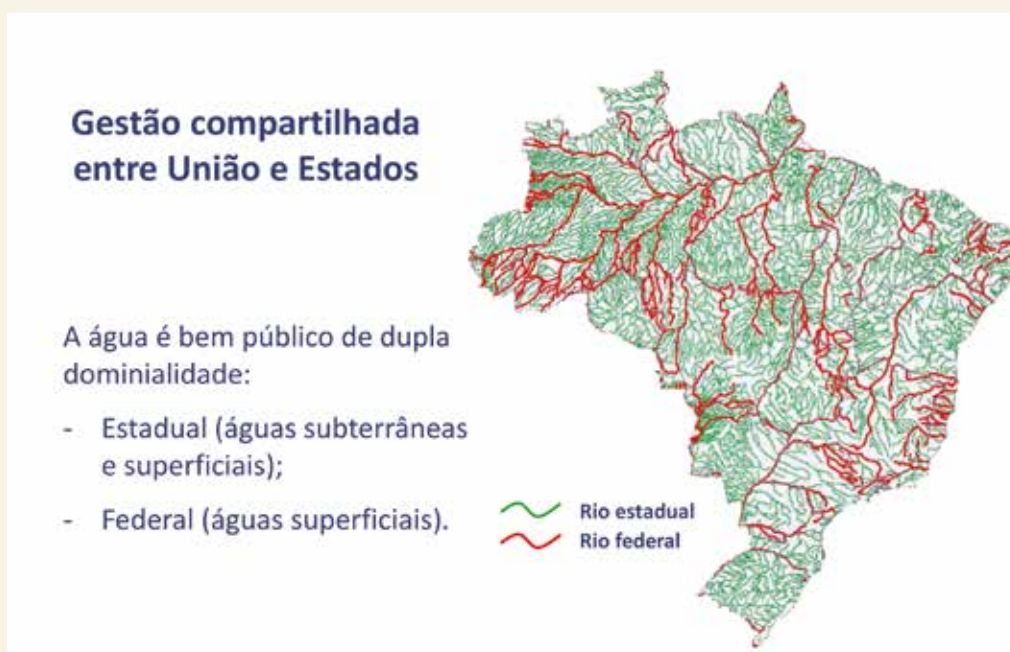 Gestão compartilhada
entre União e Estados
A água é bem público de dupla
dominialidade:
- Estadual (águas subterrâneas
e superficiais);
- Federal (águas superficiais).
Rio estadual
Rio federal